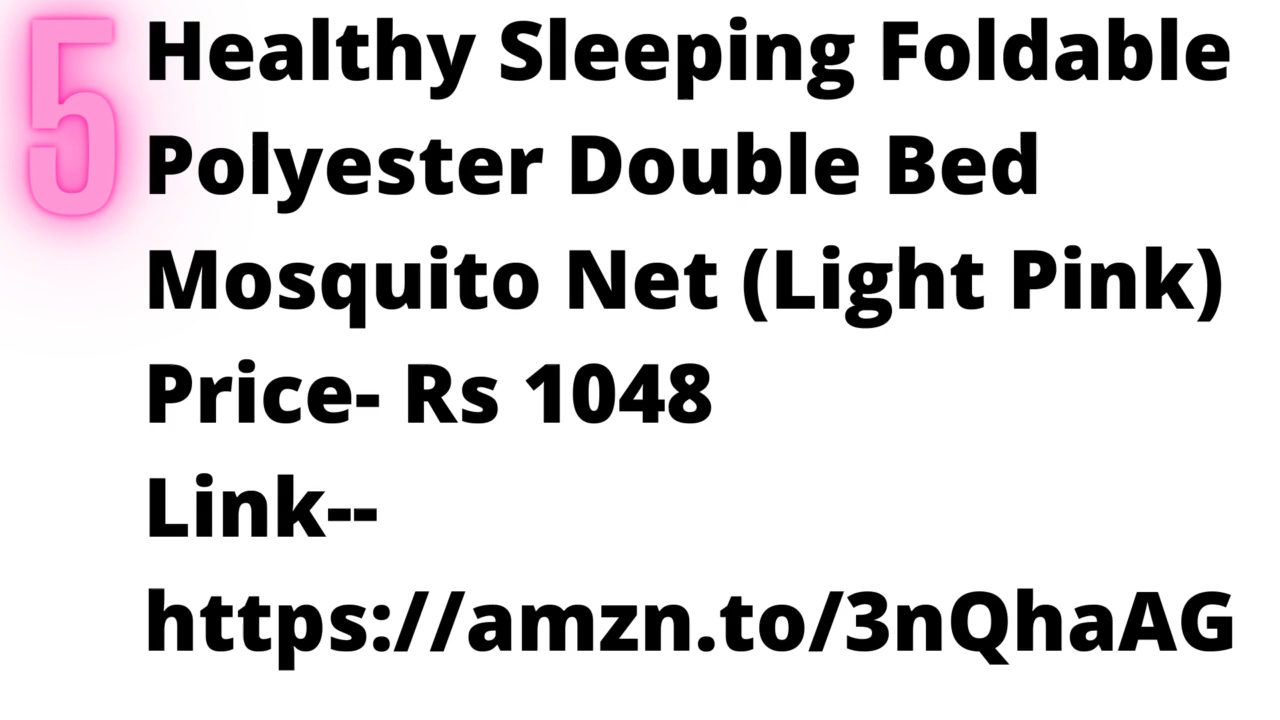 5
Healthy Sleeping Foldable
Polyester Double Bed
Mosquito Net (Light Pink)
Price- Rs 1048
Link--
https://amzn.to/3nQhaAG